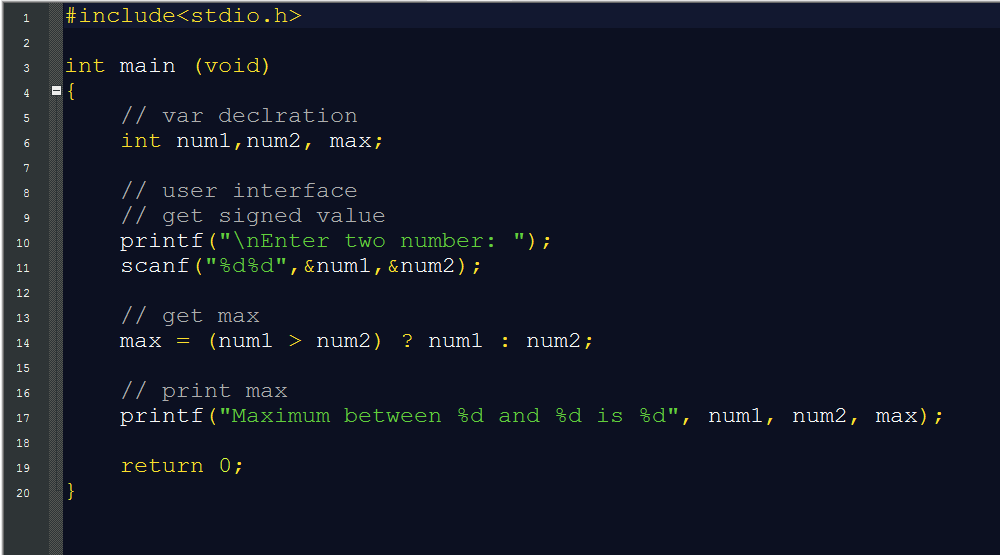 1 #include<stdio.h>
2
3 int main (void)
4 {
5     // var declration
6     int num1,num2, max;
7
8     // user interface
9     // get signed value
10     printf("\nEnter two number: ");
11     scanf("%d%d",&num1,&num2);
12
13     // get max
14     max = (num1 > num2) ? num1 : num2;
15
16     // print max
17     printf("Maximum between %d and %d is %d", num1, num2, max);
18
19     return 0;
20 }